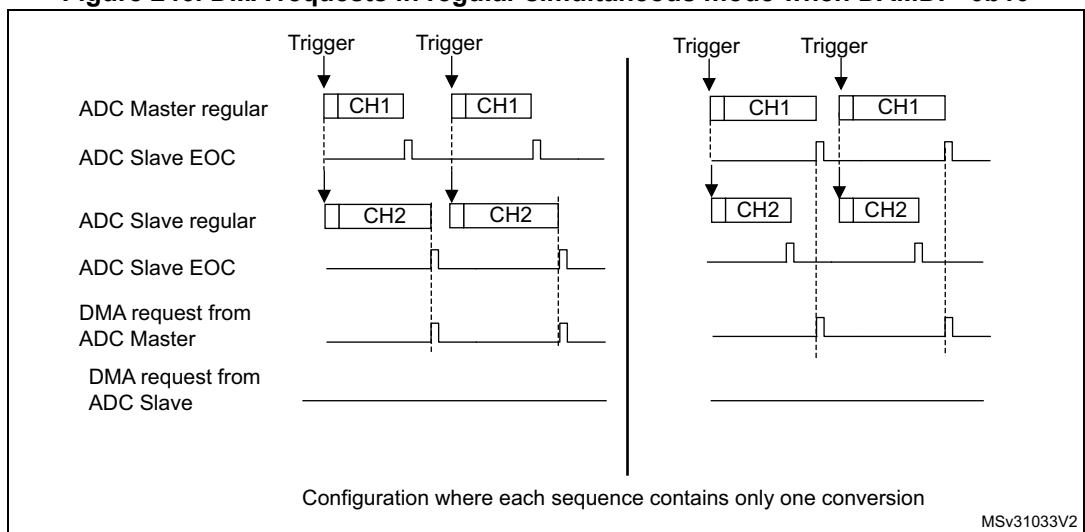 Trigger Trigger Trigger Trigger
ADC Master regular CH1 CH1 CH1 CH1
ADC Slave EOC
ADC Slave regular CH2 CH2 CH2 CH2
ADC Slave EOC
DMA request from
ADC Master
DMA request from
ADC Slave
Configuration where each sequence contains only one conversion
MSv31033V2